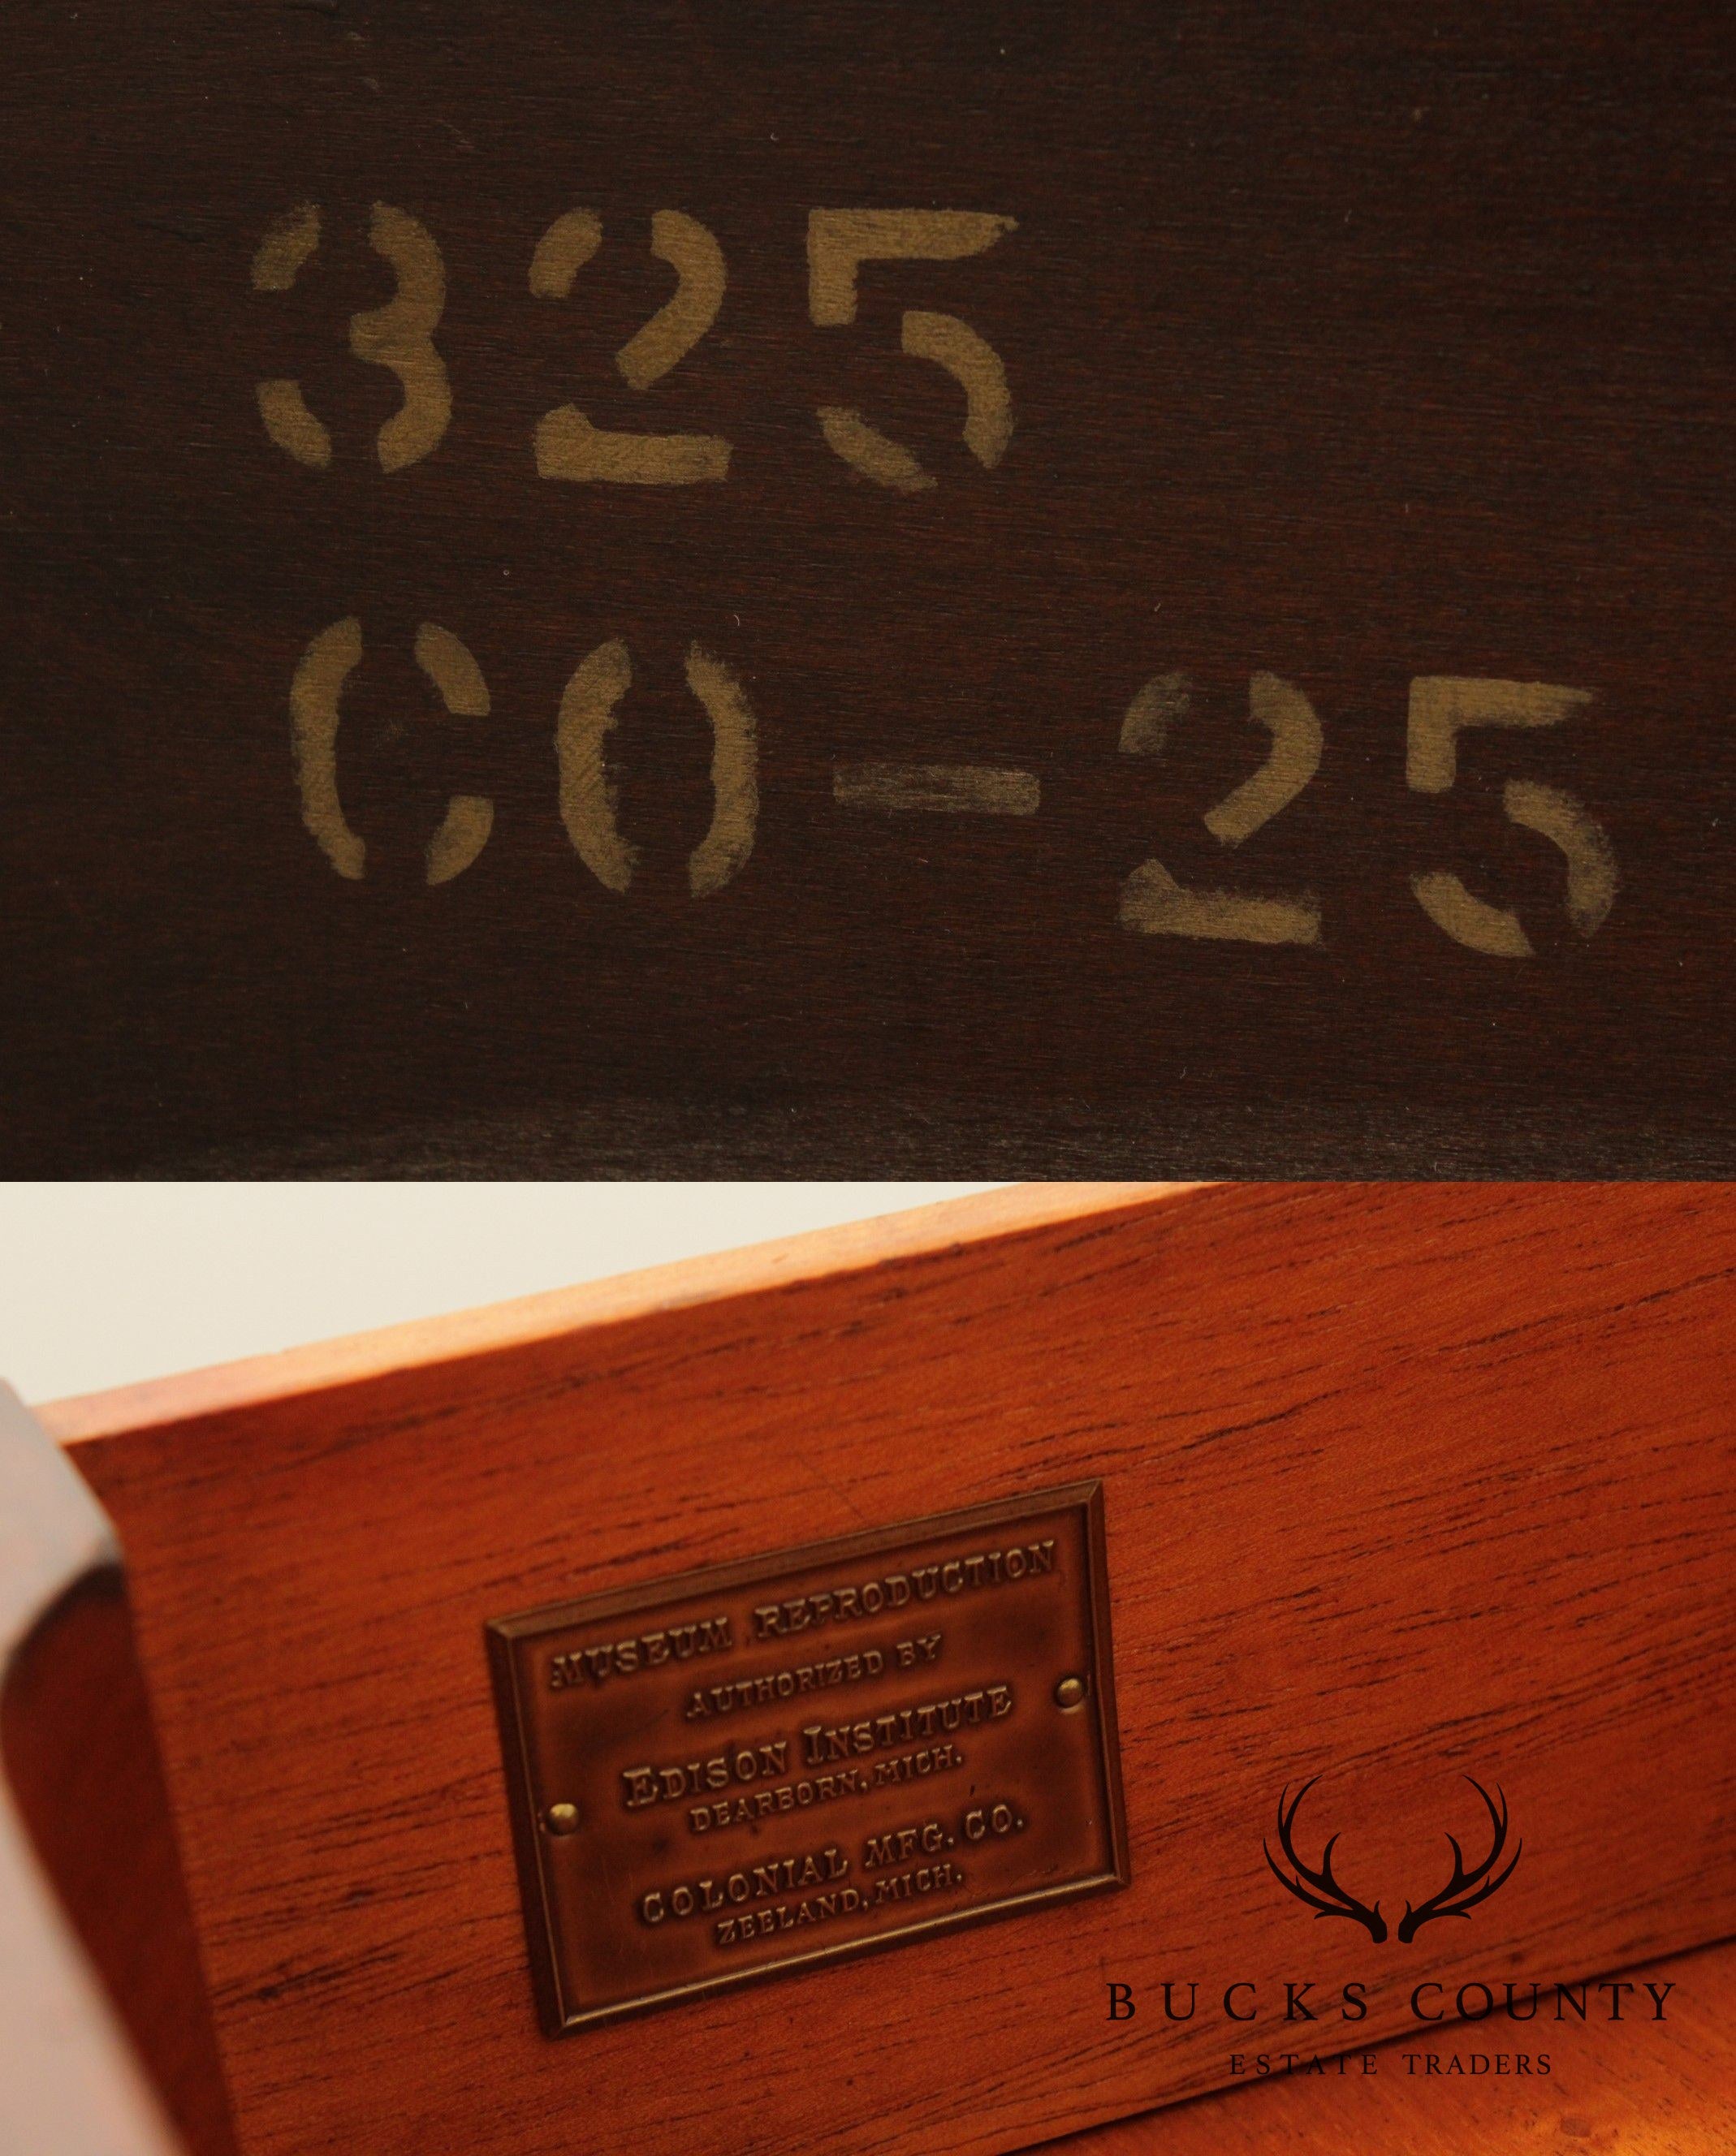 325
CO-25
MUSEUM REPRODUCTION
AUTHORIZED BY
EDISON INSTITUTE
DEARBORN, MICH.
COLONIAL MFG. CO.
ZEELAND, MICH.
BUCKS COUNTY
ESTATE TRADERS